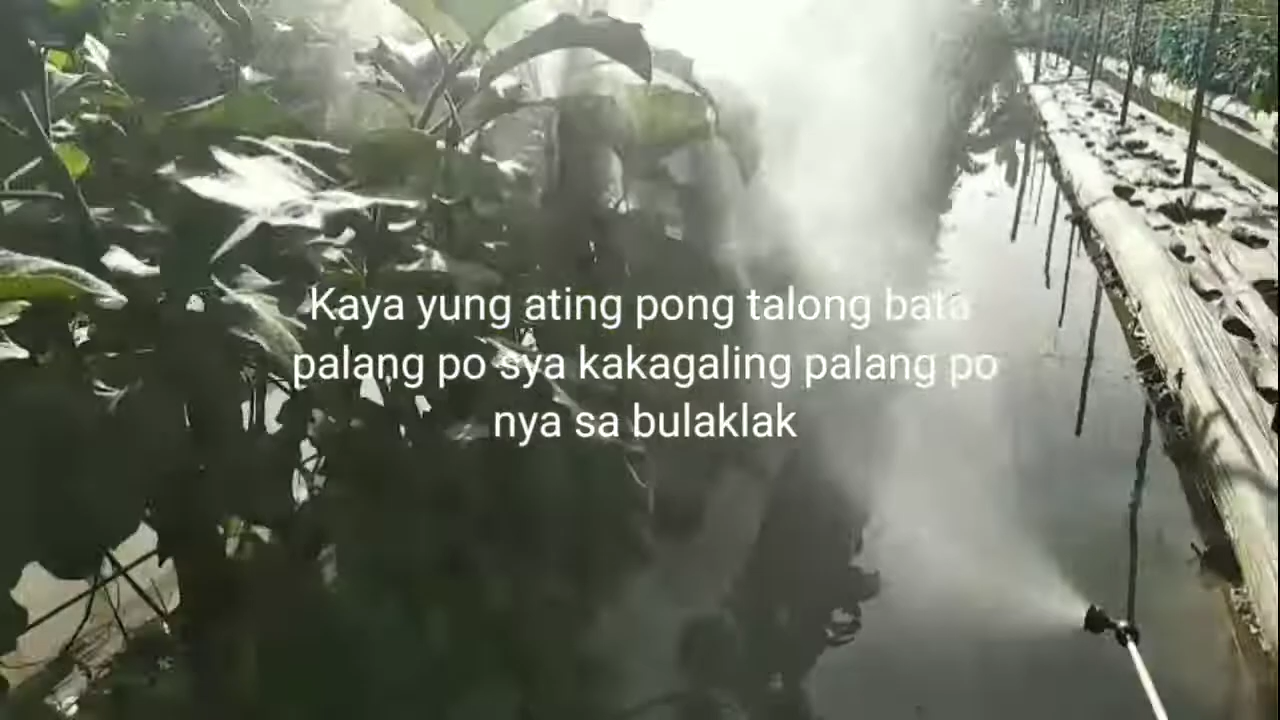 Kaya yung ating pong talong bata
palang po sya kakagaling palang po
nya sa bulaklak